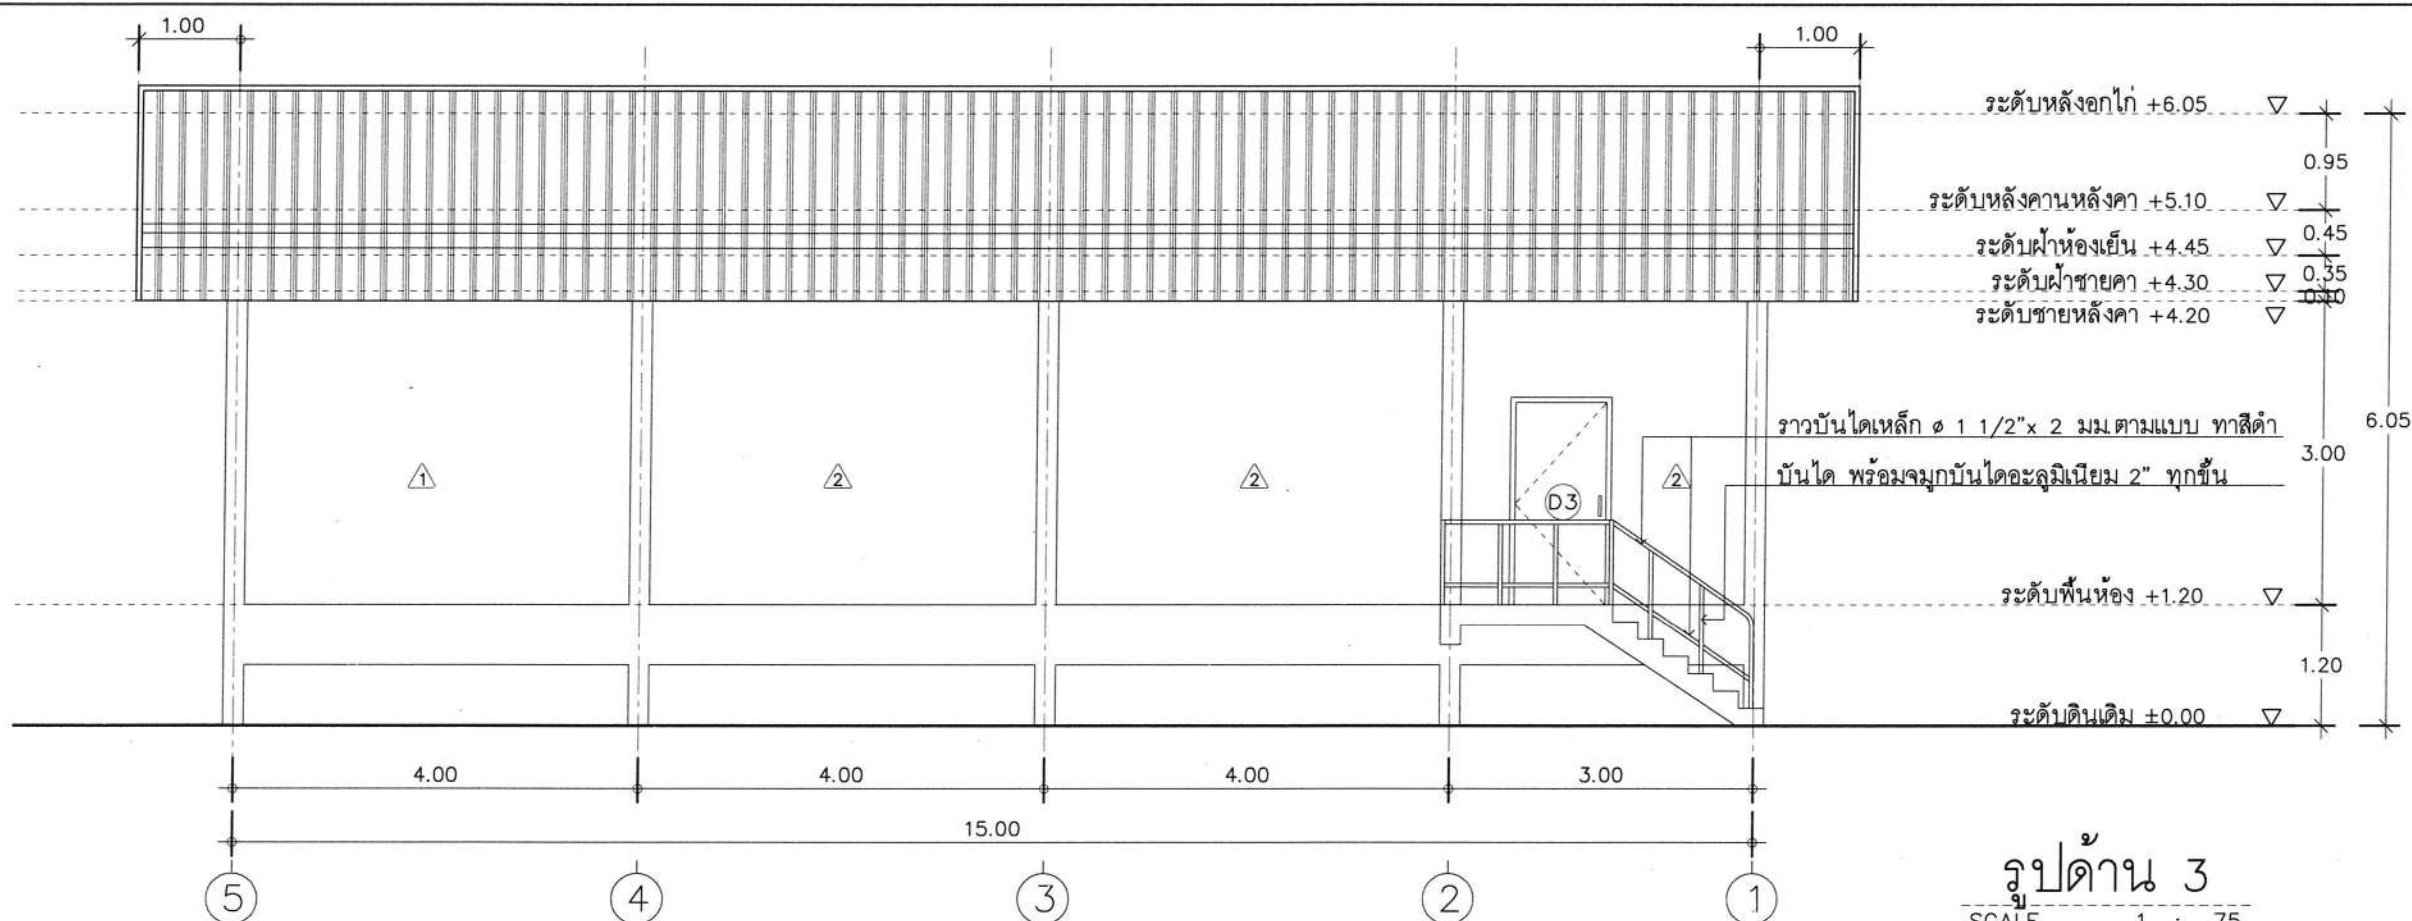 1.00
1.00
ระดับหลังอกไก่ +6.05
0.95
ระดับหลังคานหลังคา +5.10
0.45
ระดับฝ้าห้องเย็น +4.45
0.35
ระดับฝ้าชายคา +4.30
0.10
ระดับชายหลังคา +4.20
6.05
ราวบันไดเหล็ก ø 1 1/2"x 2 มม.ตามแบบ ทาสีดำ
3.00
1
2
2
2
บันได พร้อมจมูกบันไดอะลูมิเนียม 2" ทุกขั้น
D3
ระดับพื้นห้อง +1.20
1.20
ระดับดินเดิม ±0.00
4.00
4.00
4.00
3.00
15.00
5
4
3
2
1
รูปด้าน 3
SCALE 1 : 75